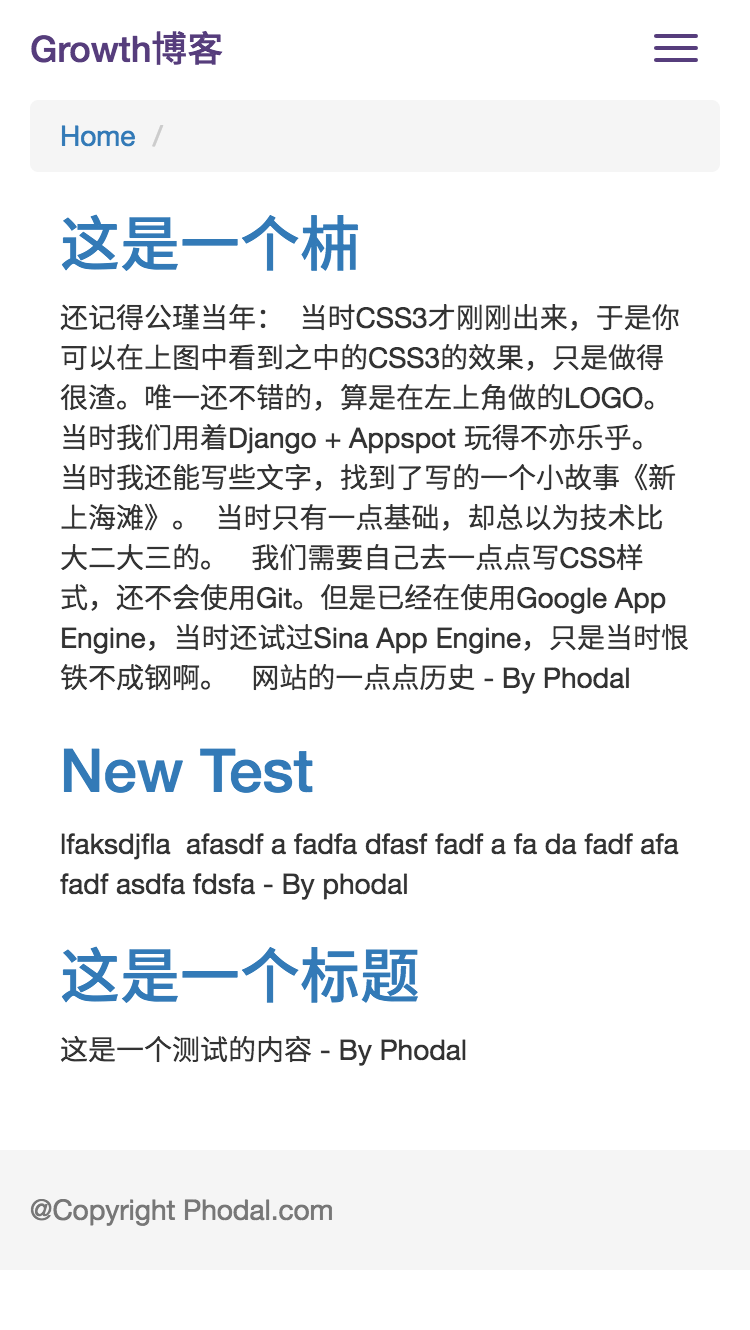 Growth博客
Home /
这是一个枾
还记得公瑾当年： 当时CSS3才刚刚出来，于是你
可以在上图中看到之中的CSS3的效果，只是做得
很渣。唯一还不错的，算是在左上角做的LOGO。
当时我们用着Django + Appspot 玩得不亦乐乎。
当时我还能写些文字，找到了写的一个小故事《新
上海滩》。 当时只有一点基础，却总以为技术比
大二大三的。 我们需要自己去一点点写CSS样
式，还不会使用Git。但是已经在使用Google App
Engine，当时还试过Sina App Engine，只是当时恨
铁不成钢啊。 网站的一点点历史 - By Phodal
New Test
lfaksdjfla afasdf a fadfa dfasf fadf a fa da fadf afa
fadf asdfa fdsfa - By phodal
这是一个标题
这是一个测试的内容 - By Phodal
@Copyright Phodal.com